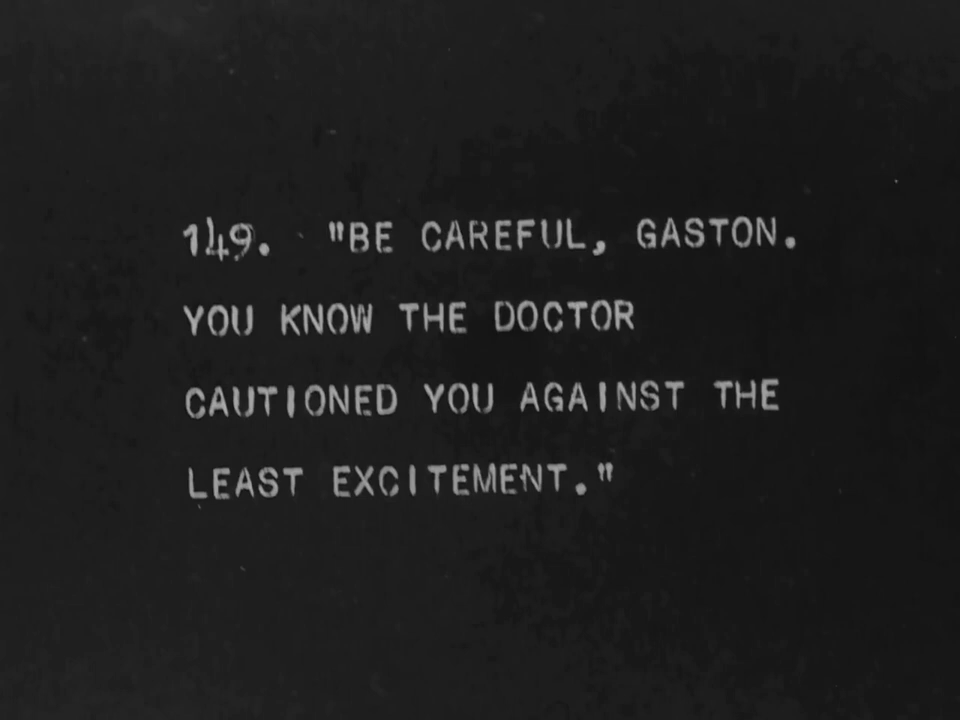 149. "BE CAREFUL, GASTON.
YOU KNOW THE DOCTOR
CAUTIONED YOU AGAINST THE
LEAST EXCITEMENT."